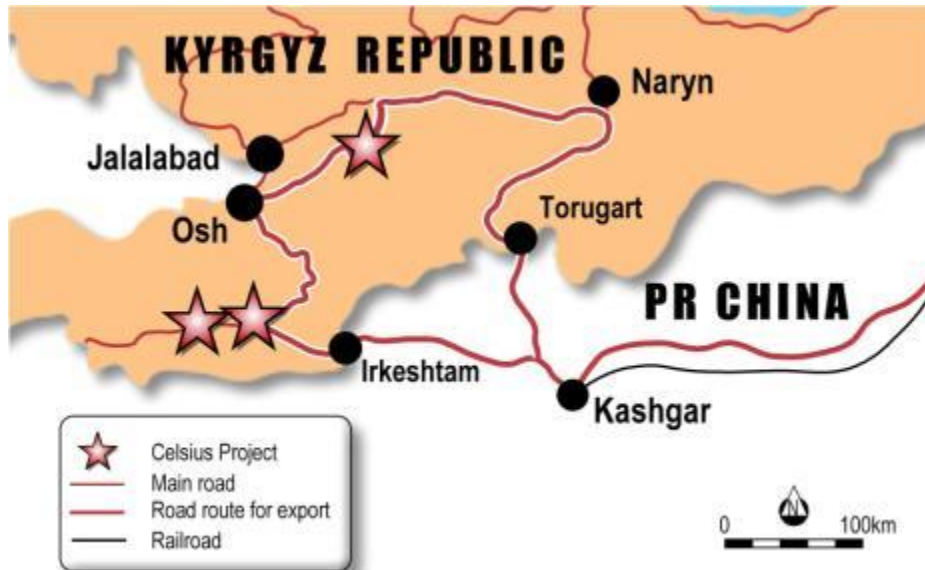 KYRGYZ REPUBLIC
Naryn
Jalalabad
Osh
Torugart
PR CHINA
Irkeshtam
Kashgar
Celsius Project
Main road
Road route for export
Railroad
N
0 100km